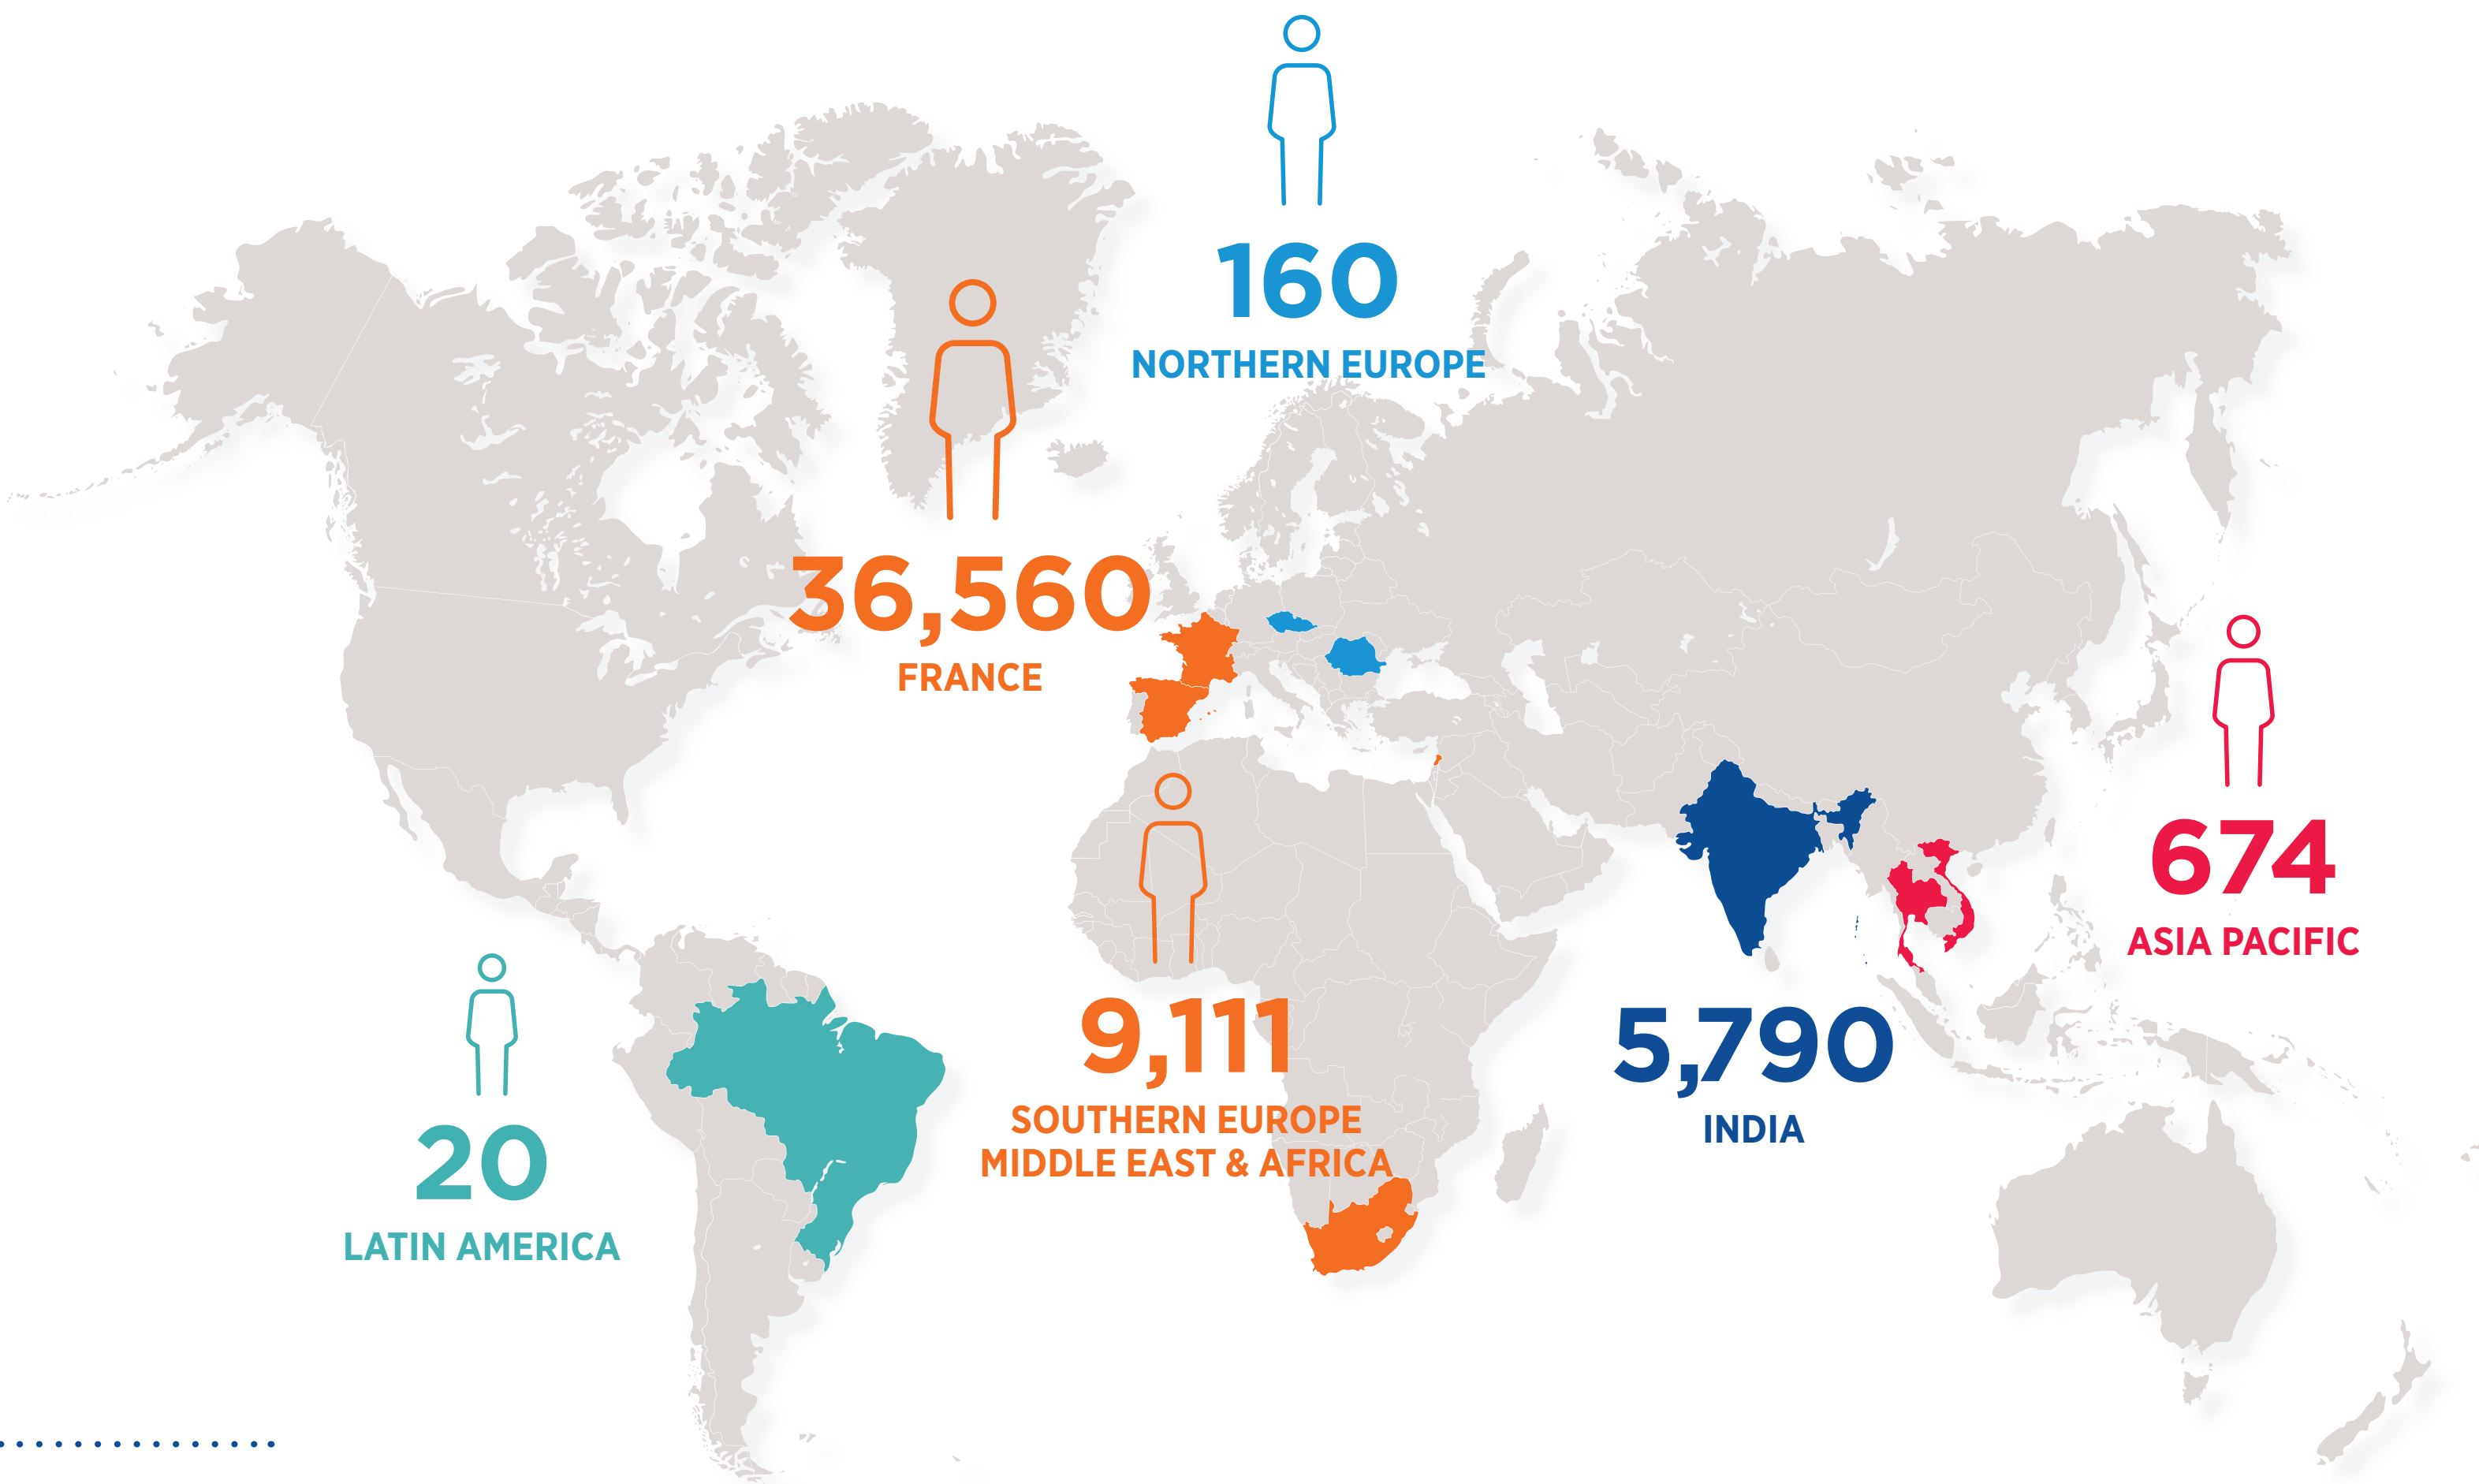 160
NORTHERN EUROPE
36,560
FRANCE
674
ASIA PACIFIC
9,111
SOUTHERN EUROPE
MIDDLE EAST & AFRICA
5,790
INDIA
20
LATIN AMERICA